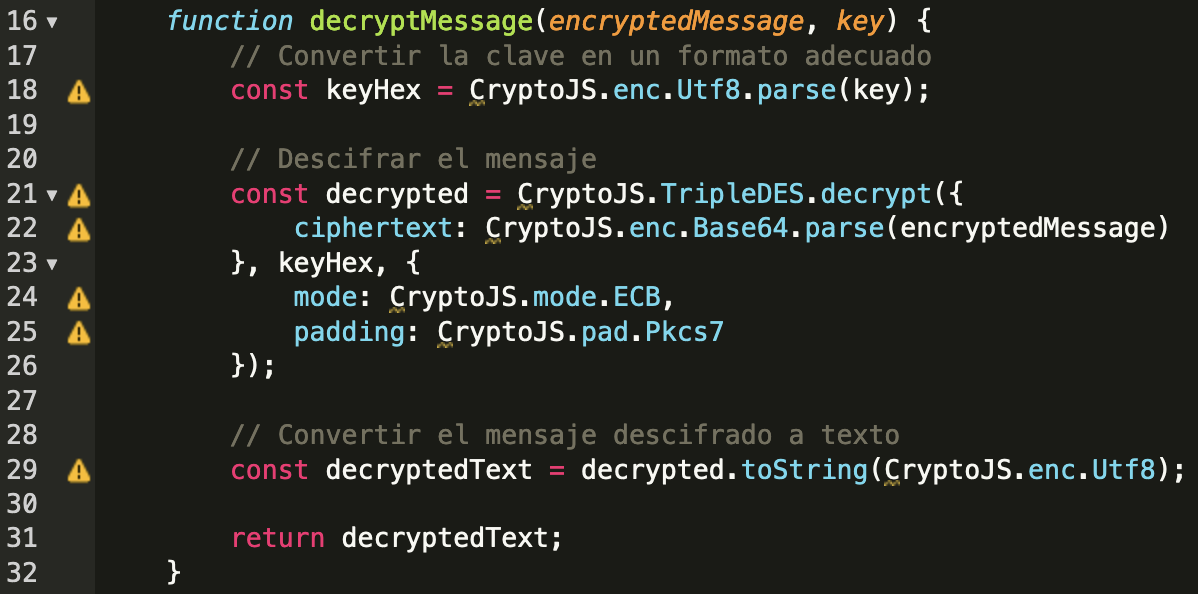 16 function decryptMessage(encryptedMessage, key) {
17 // Convertir la clave en un formato adecuado
18 const keyHex = CryptoJS.enc.Utf8.parse(key);
19
20 // Descifrar el mensaje
21 const decrypted = CryptoJS.TripleDES.decrypt({
22 ciphertext: CryptoJS.enc.Base64.parse(encryptedMessage)
23 }, keyHex, {
24 mode: CryptoJS.mode.ECB,
25 padding: CryptoJS.pad.Pkcs7
26 });
27
28 // Convertir el mensaje descifrado a texto
29 const decryptedText = decrypted.toString(CryptoJS.enc.Utf8);
30
31 return decryptedText;
32 }